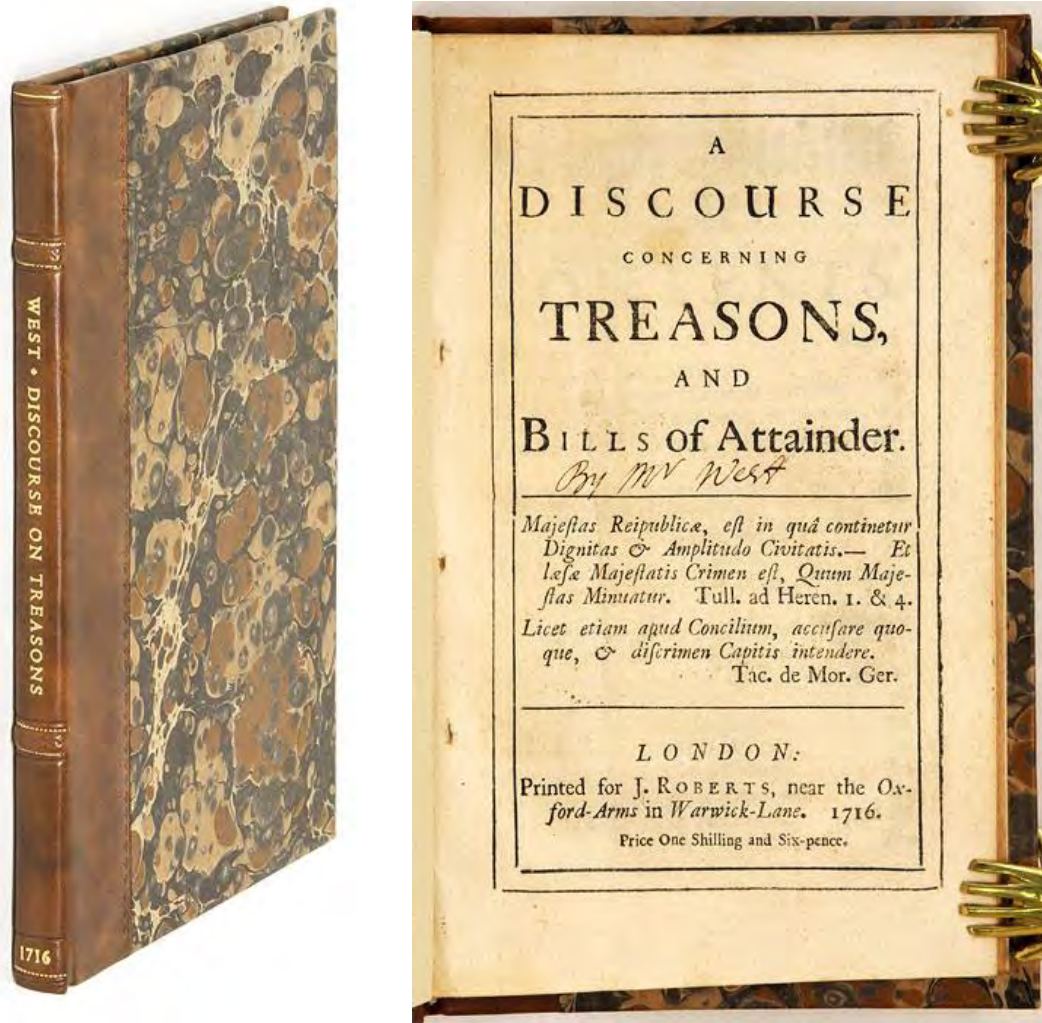 WEST • DISCOURSE ON TREASONS
1716
A
DISCOURSE
CONCERNING
TREASONS,
AND
BILLS of Attainder.
By Mr West
Majeſtas Reipublicæ, eſt in quâ continetur
Dignitas & Amplitudo Civitatis.— Et
læſæ Majeſtatis Crimen eſt, Quum Maje-
ſtas Minuatur. Tull. ad Heren. 1. & 4.
Licet etiam apud Concilium, accuſare quo-
que, & diſcrimen Capitis intendere.
Tac. de Mor. Ger.
LONDON:
Printed for J. ROBERTS, near the Ox-
ford-Arms in Warwick-Lane. 1716.
Price One Shilling and Six-pence.